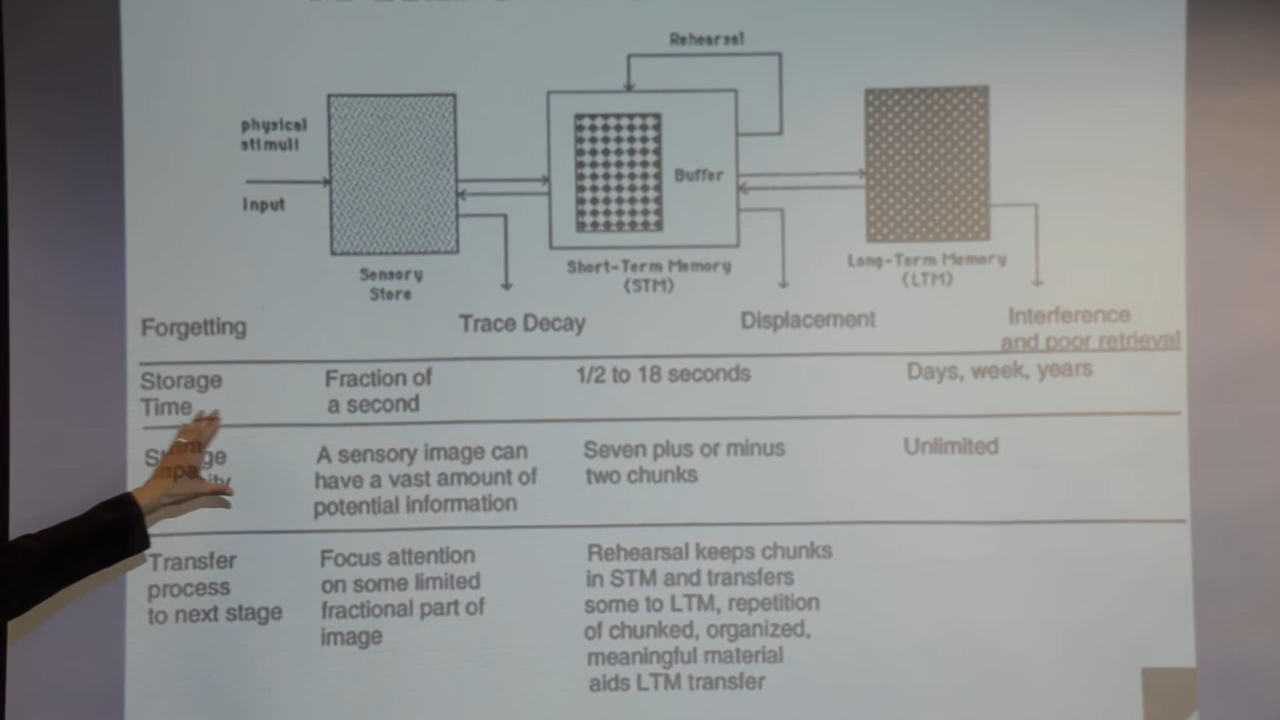 Rehearsal
physical
stimuli
Input
Buffer
Sensory
Store
Short-Term Memory
(STM)
Long-Term Memory
(LTM)
Forgetting
Trace Decay
Displacement
Interference
and poor retrieval
Storage
Time
Fraction of
a second
1/2 to 18 seconds
Days, week, years
A sensory image can
have a vast amount of
potential information
Seven plus or minus
two chunks
Unlimited
Transfer
process
to next stage
Focus attention
on some limited
fractional part of
image
Rehearsal keeps chunks
in STM and transfers
some to LTM, repetition
of chunked, organized,
meaningful material
aids LTM transfer